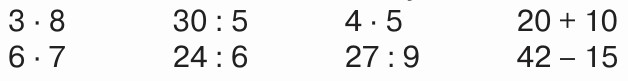 3 · 8 30 : 5 4 · 5 20 + 10
6 · 7 24 : 6 27 : 9 42 – 15